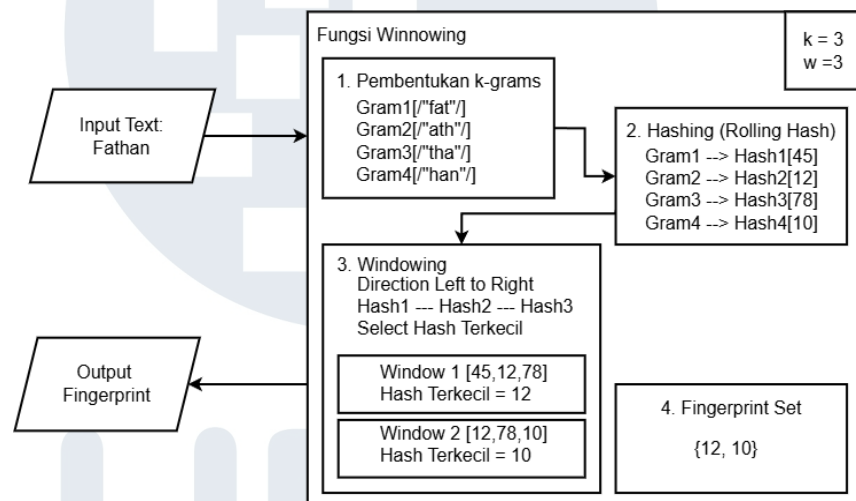 Fungsi Winnowing
k = 3
w =3
Input Text:
Fathan
1. Pembentukan k-grams
Gram1[/"fat"/]
Gram2[/"ath"/]
Gram3[/"tha"/]
Gram4[/"han"/]
2. Hashing (Rolling Hash)
Gram1 --> Hash1[45]
Gram2 --> Hash2[12]
Gram3 --> Hash3[78]
Gram4 --> Hash4[10]
3. Windowing
Direction Left to Right
Hash1 --- Hash2 --- Hash3
Select Hash Terkecil
Window 1 [45,12,78]
Hash Terkecil = 12
Window 2 [12,78,10]
Hash Terkecil = 10
4. Fingerprint Set
{12, 10}
Output
Fingerprint